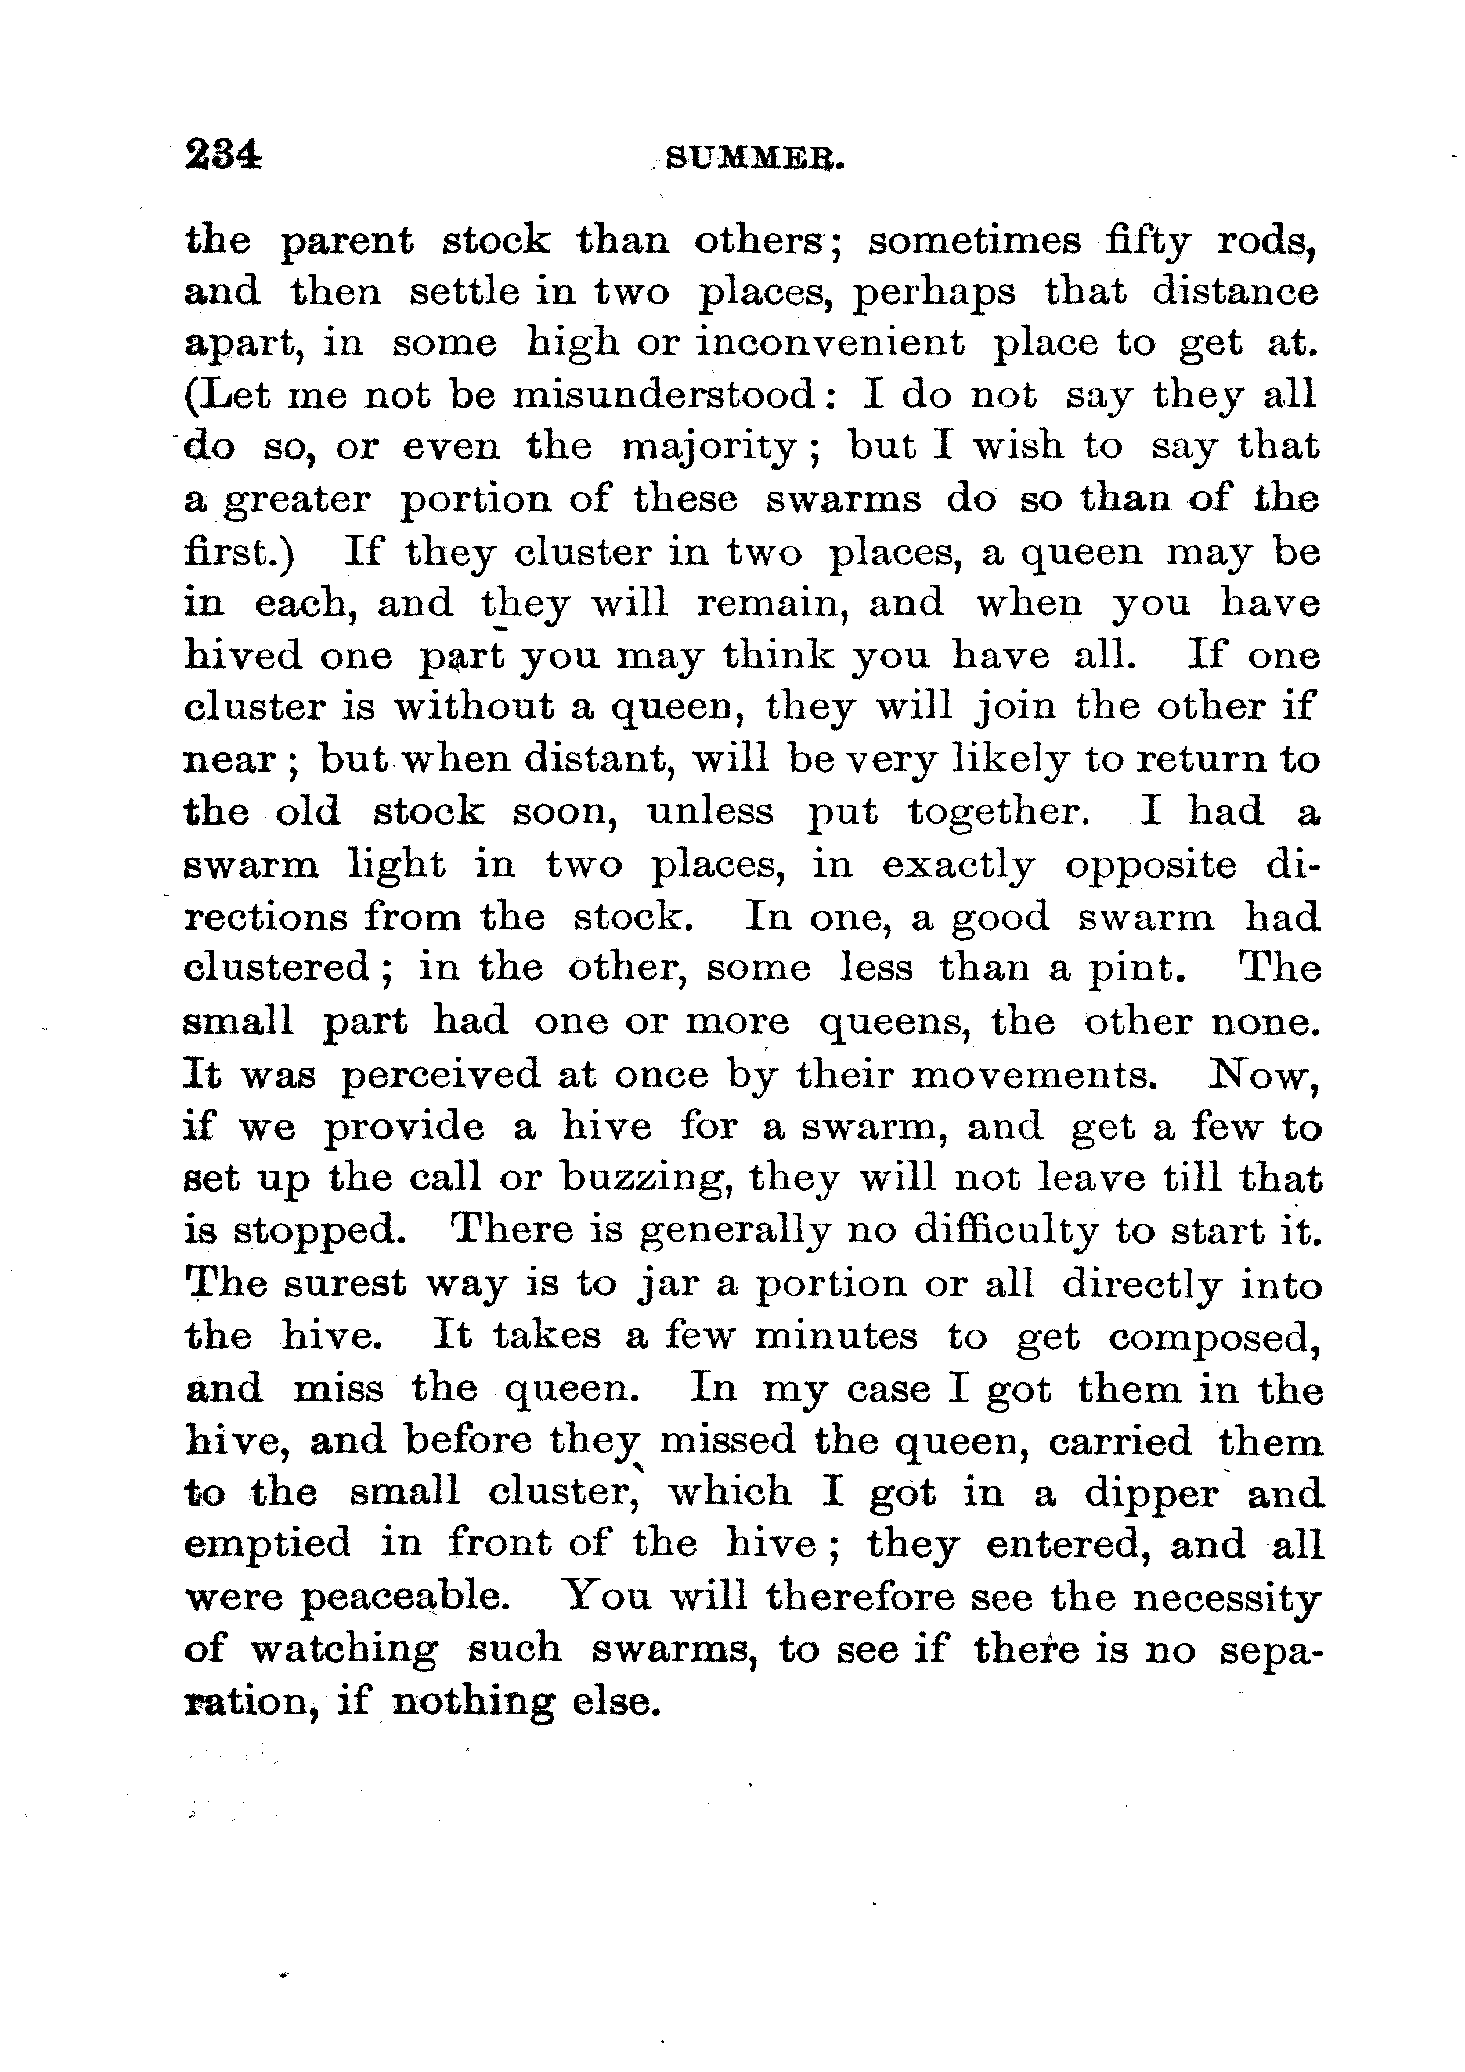 234 SUMMER.
the parent stock than others; sometimes fifty rods,
and then settle in two places, perhaps that distance
apart, in some high or inconvenient place to get at.
(Let me not be misunderstood: I do not say they all
do so, or even the majority; but I wish to say that
a greater portion of these swarms do so than of the
first.) If they cluster in two places, a queen may be
in each, and they will remain, and when you have
hived one part you may think you have all. If one
cluster is without a queen, they will join the other if
near; but when distant, will be very likely to return to
the old stock soon, unless put together. I had a
swarm light in two places, in exactly opposite di-
rections from the stock. In one, a good swarm had
clustered; in the other, some less than a pint. The
small part had one or more queens, the other none.
It was perceived at once by their movements. Now,
if we provide a hive for a swarm, and get a few to
set up the call or buzzing, they will not leave till that
is stopped. There is generally no difficulty to start it.
The surest way is to jar a portion or all directly into
the hive. It takes a few minutes to get composed,
and miss the queen. In my case I got them in the
hive, and before they missed the queen, carried them
to the small cluster, which I got in a dipper and
emptied in front of the hive; they entered, and all
were peaceable. You will therefore see the necessity
of watching such swarms, to see if there is no sepa-
ration, if nothing else.